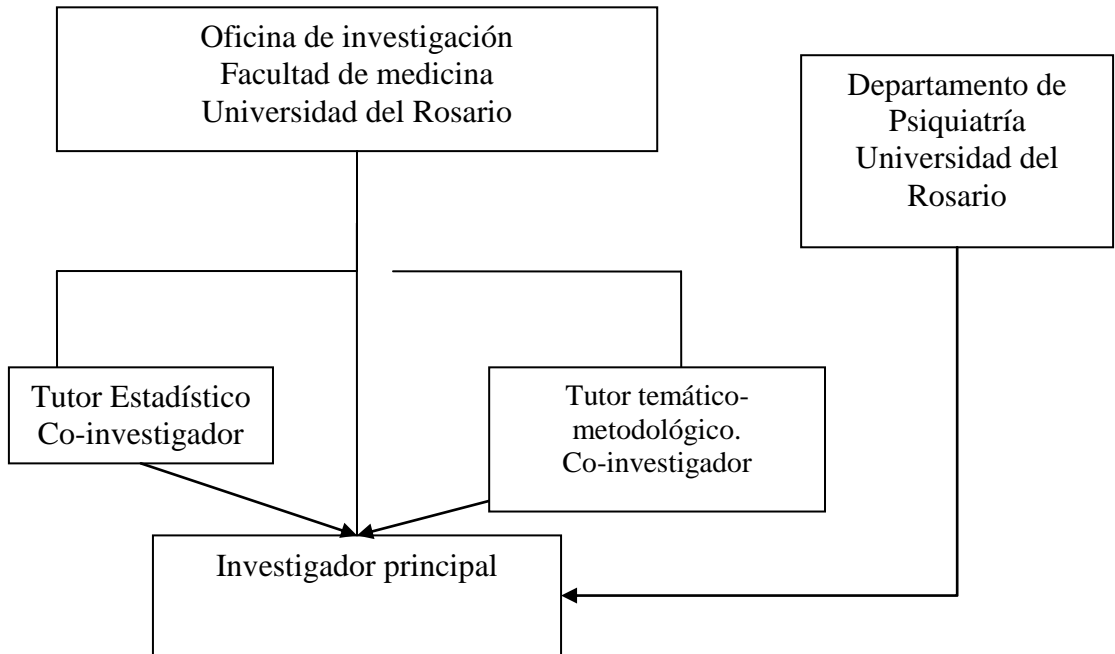 Oficina de investigación
Facultad de medicina
Universidad del Rosario
Departamento de
Psiquiatría
Universidad del
Rosario
Tutor Estadístico
Co-investigador
Tutor temático-
metodológico.
Co-investigador
Investigador principal